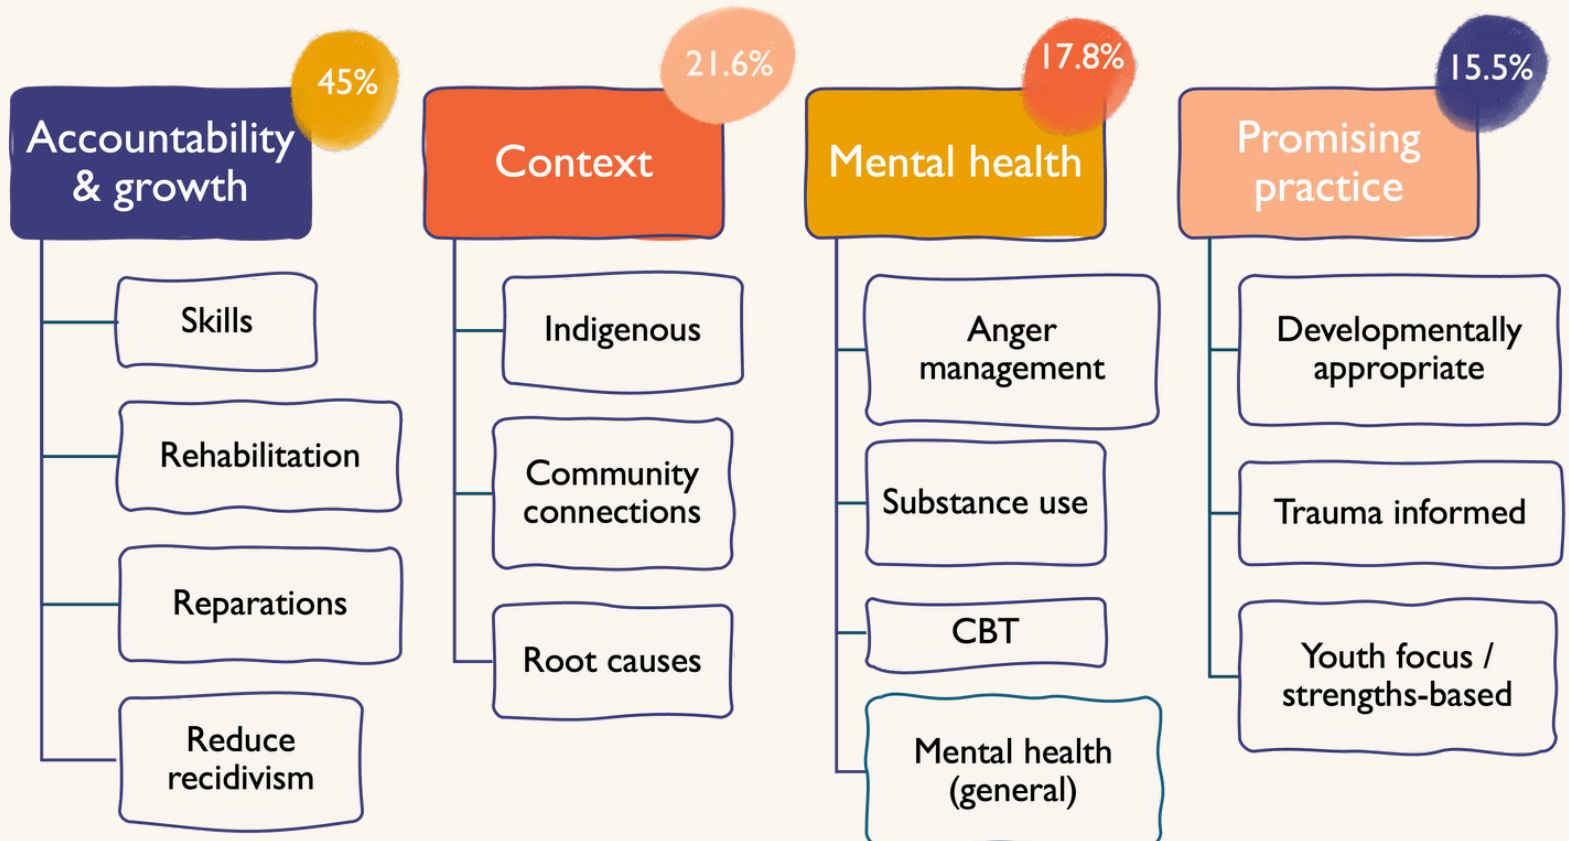 45%
Accountability
& growth
Skills
Rehabilitation
Reparations
Reduce
recidivism
21.6%
Context
Indigenous
Community
connections
Root causes
17.8%
Mental health
Anger
management
Substance use
CBT
Mental health
(general)
15.5%
Promising
practice
Developmentally
appropriate
Trauma informed
Youth focus /
strengths-based